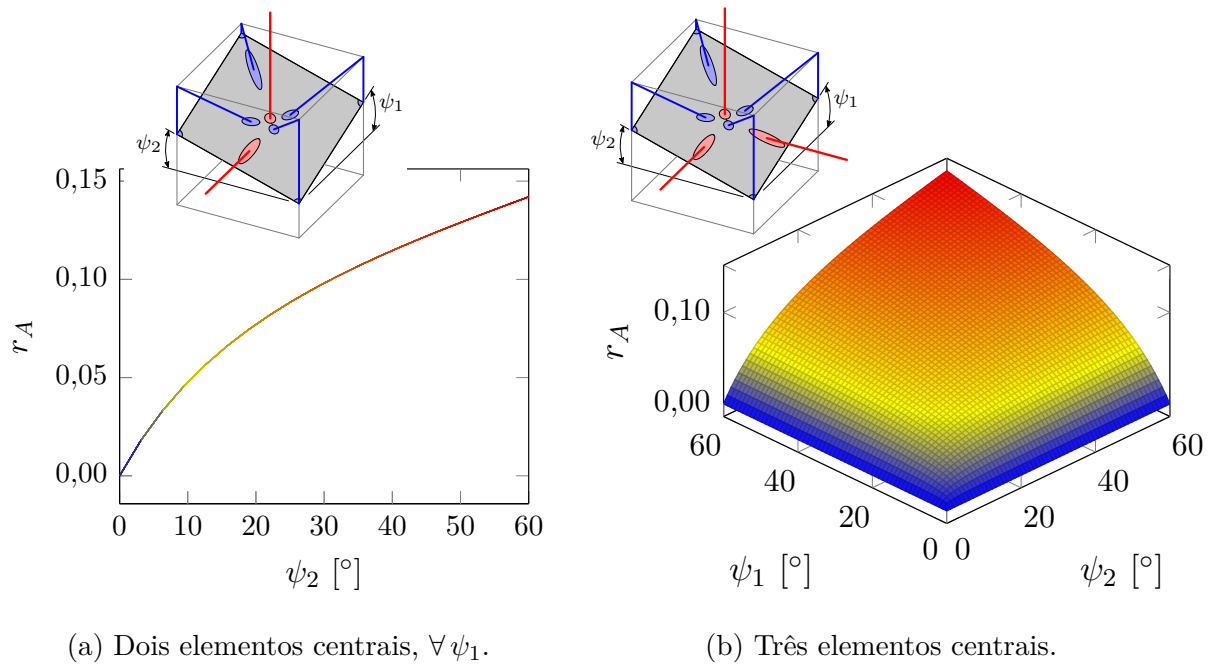 ψ1
ψ2
0,15
0,10
0,05
0,00
r_A
0 10 20 30 40 50 60
ψ2 [°]
(a) Dois elementos centrais, ∀ ψ1.
ψ1
ψ2
0,10
0,00
r_A
60 40 20 0
0 20 40 60
ψ1 [°]
ψ2 [°]
(b) Três elementos centrais.